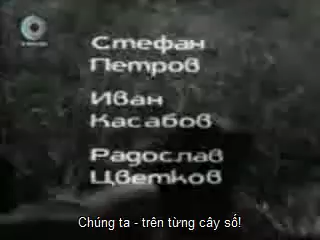 Стефан
Петров
Иван
Касабов
Радослав
Цветков
Chúng ta - trên từng cây số!